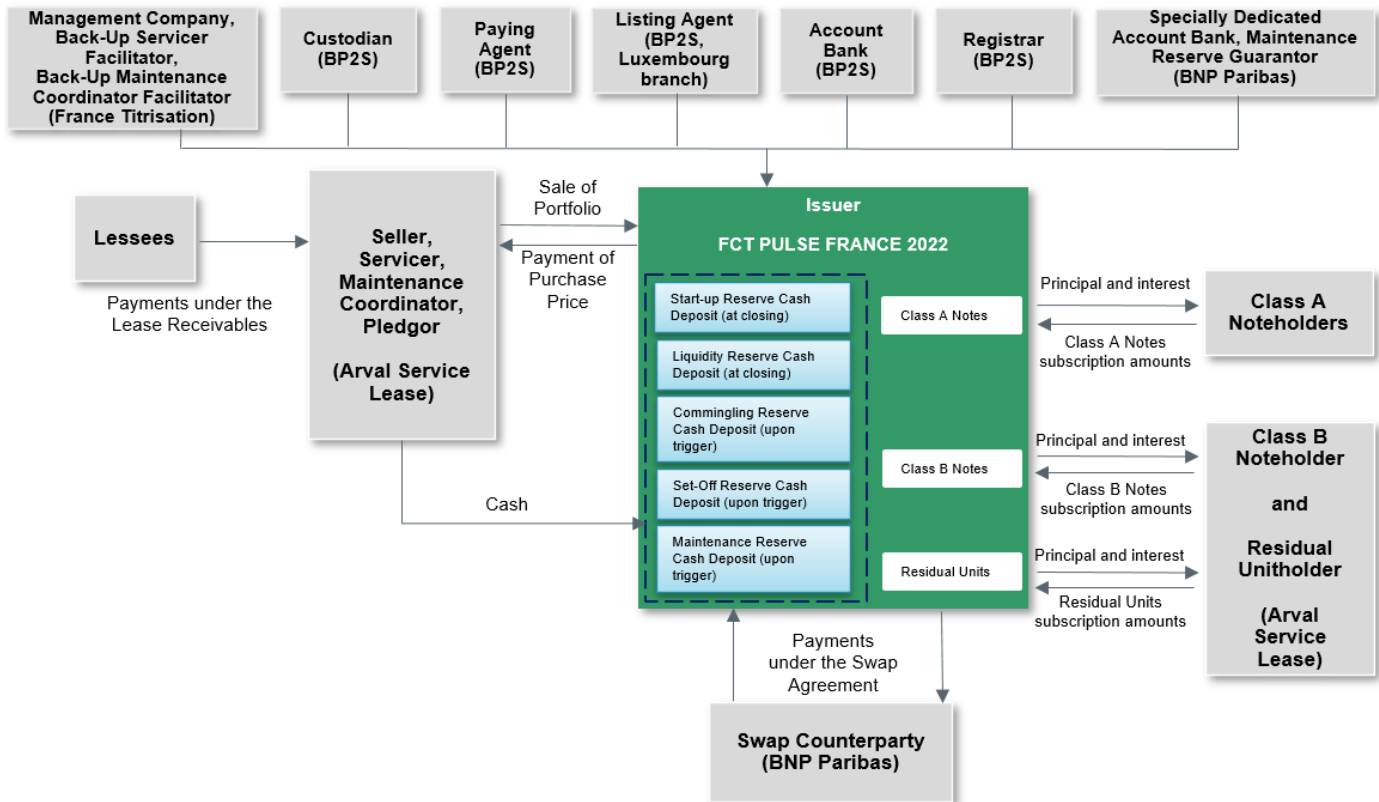 Management Company,
Back-Up Servicer
Facilitator,
Back-Up Maintenance
Coordinator Facilitator
(France Titrisation)
Custodian
(BP2S)
Paying
Agent
(BP2S)
Listing Agent
(BP2S,
Luxembourg
branch)
Account
Bank
(BP2S)
Registrar
(BP2S)
Specially Dedicated
Account Bank, Maintenance
Reserve Guarantor
(BNP Paribas)
Lessees
Payments under the
Lease Receivables
Seller,
Servicer,
Maintenance
Coordinator,
Pledgor
(Arval Service
Lease)
Sale of
Portfolio
Payment of
Purchase
Price
Cash
Issuer
FCT PULSE FRANCE 2022
Start-up Reserve Cash
Deposit (at closing)
Liquidity Reserve Cash
Deposit (at closing)
Commingling Reserve
Cash Deposit (upon
trigger)
Set-Off Reserve Cash
Deposit (upon trigger)
Maintenance Reserve
Cash Deposit (upon
trigger)
Class A Notes
Class B Notes
Residual Units
Principal and interest
Class A Notes
subscription amounts
Class A
Noteholders
Principal and interest
Class B Notes
subscription amounts
Principal and interest
Residual Units
subscription amounts
Class B
Noteholder
and
Residual
Unitholder
(Arval
Service
Lease)
Payments
under the Swap
Agreement
Swap Counterparty
(BNP Paribas)